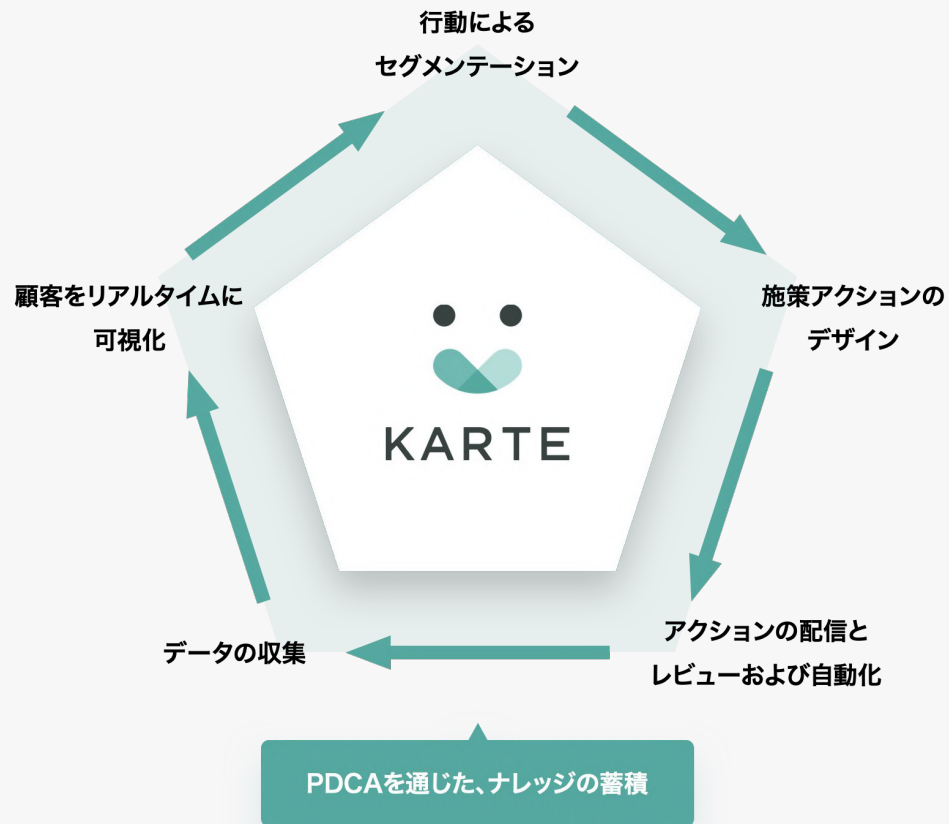 行動による
セグメンテーション
顧客をリアルタイムに
可視化
施策アクションの
デザイン
KARTE
データの収集
アクションの配信と
レビューおよび自動化
PDCAを通じた、ナレッジの蓄積